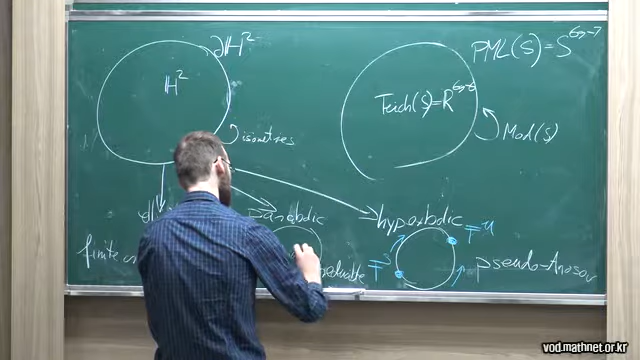 ∂H²
PML(S) = S^{6g-7}
H²
Teich(S) = R^{6g-6}
isometries
Mod(S)
ell
parabolic
hyperbolic
F^u
finite
reducible
F^s
pseudo-Anosov
vod.mathnet.or.kr